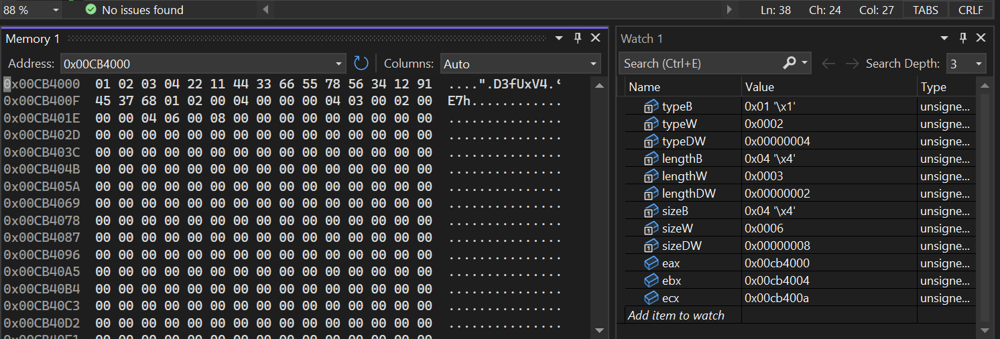 88 % No issues found Ln: 38 Ch: 24 Col: 27 TABS CRLF
Memory 1
Address: 0x00CB4000 Columns: Auto
0x00CB4000 01 02 03 04 22 11 44 33 66 55 78 56 34 12 91 ....".D3fUxV4.‘
0x00CB400F 45 37 68 01 02 00 04 00 00 00 04 03 00 02 00 E7h............
0x00CB401E 00 00 04 06 00 08 00 00 00 00 00 00 00 00 00 ...............
0x00CB402D 00 00 00 00 00 00 00 00 00 00 00 00 00 00 00 ...............
0x00CB403C 00 00 00 00 00 00 00 00 00 00 00 00 00 00 00 ...............
0x00CB404B 00 00 00 00 00 00 00 00 00 00 00 00 00 00 00 ...............
0x00CB405A 00 00 00 00 00 00 00 00 00 00 00 00 00 00 00 ...............
0x00CB4069 00 00 00 00 00 00 00 00 00 00 00 00 00 00 00 ...............
0x00CB4078 00 00 00 00 00 00 00 00 00 00 00 00 00 00 00 ...............
0x00CB4087 00 00 00 00 00 00 00 00 00 00 00 00 00 00 00 ...............
0x00CB4096 00 00 00 00 00 00 00 00 00 00 00 00 00 00 00 ...............
0x00CB40A5 00 00 00 00 00 00 00 00 00 00 00 00 00 00 00 ...............
0x00CB40B4 00 00 00 00 00 00 00 00 00 00 00 00 00 00 00 ...............
0x00CB40C3 00 00 00 00 00 00 00 00 00 00 00 00 00 00 00 ...............
0x00CB40D2 00 00 00 00 00 00 00 00 00 00 00 00 00 00 00 ...............
Watch 1
Search (Ctrl+E) Search Depth: 3
Name Value Type
typeB 0x01 '\x1' unsigne...
typeW 0x0002 unsigne...
typeDW 0x00000004 unsigne...
lengthB 0x04 '\x4' unsigne...
lengthW 0x0003 unsigne...
lengthDW 0x00000002 unsigne...
sizeB 0x04 '\x4' unsigne...
sizeW 0x0006 unsigne...
sizeDW 0x00000008 unsigne...
eax 0x00cb4000 unsigne...
ebx 0x00cb4004 unsigne...
ecx 0x00cb400a unsigne...
Add item to watch